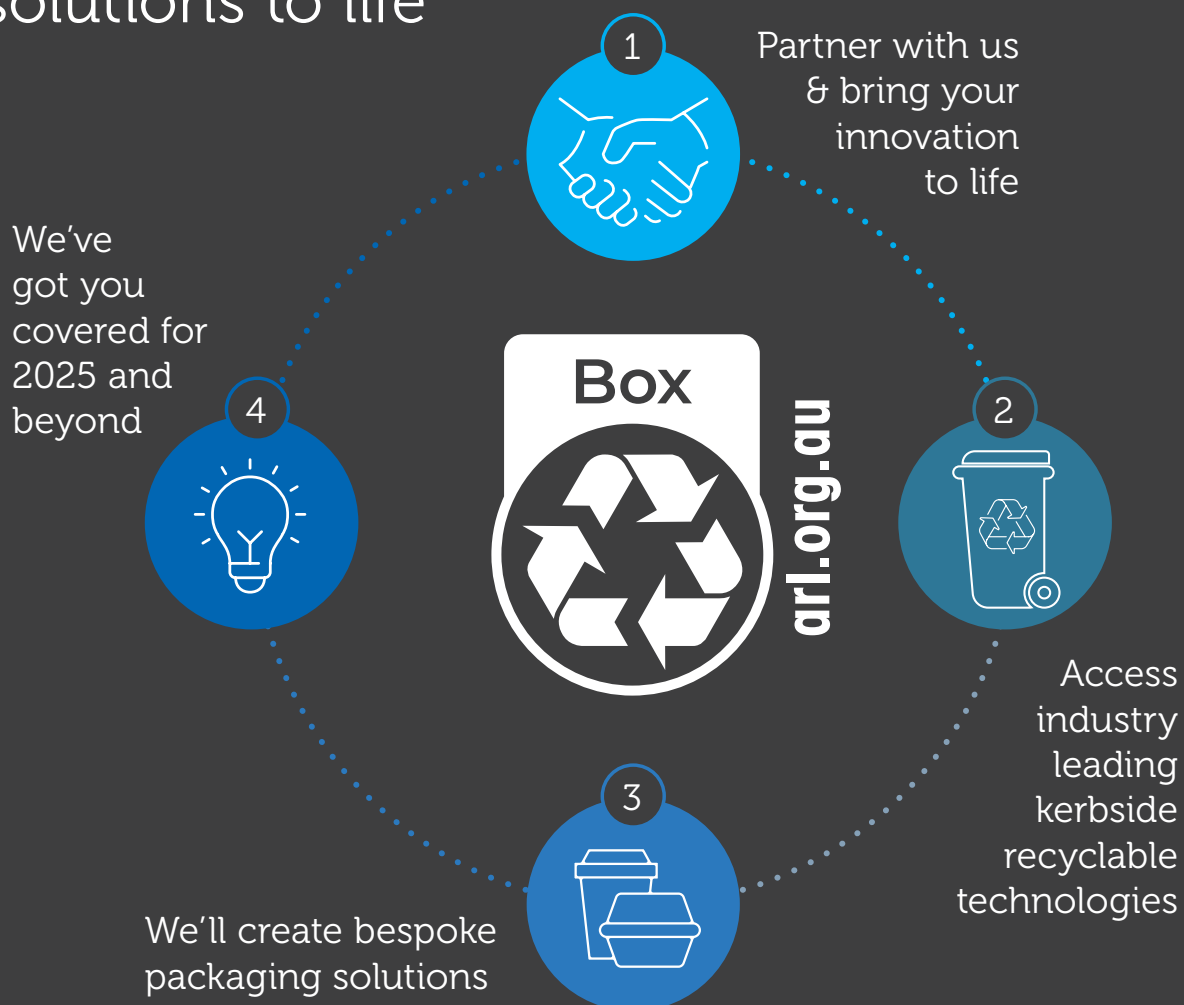 solutions to life
1
Partner with us
& bring your
innovation
to life
2
Access
industry
leading
kerbside
recyclable
technologies
3
We'll create bespoke
packaging solutions
4
We've
got you
covered for
2025 and
beyond
Box
arl.org.au